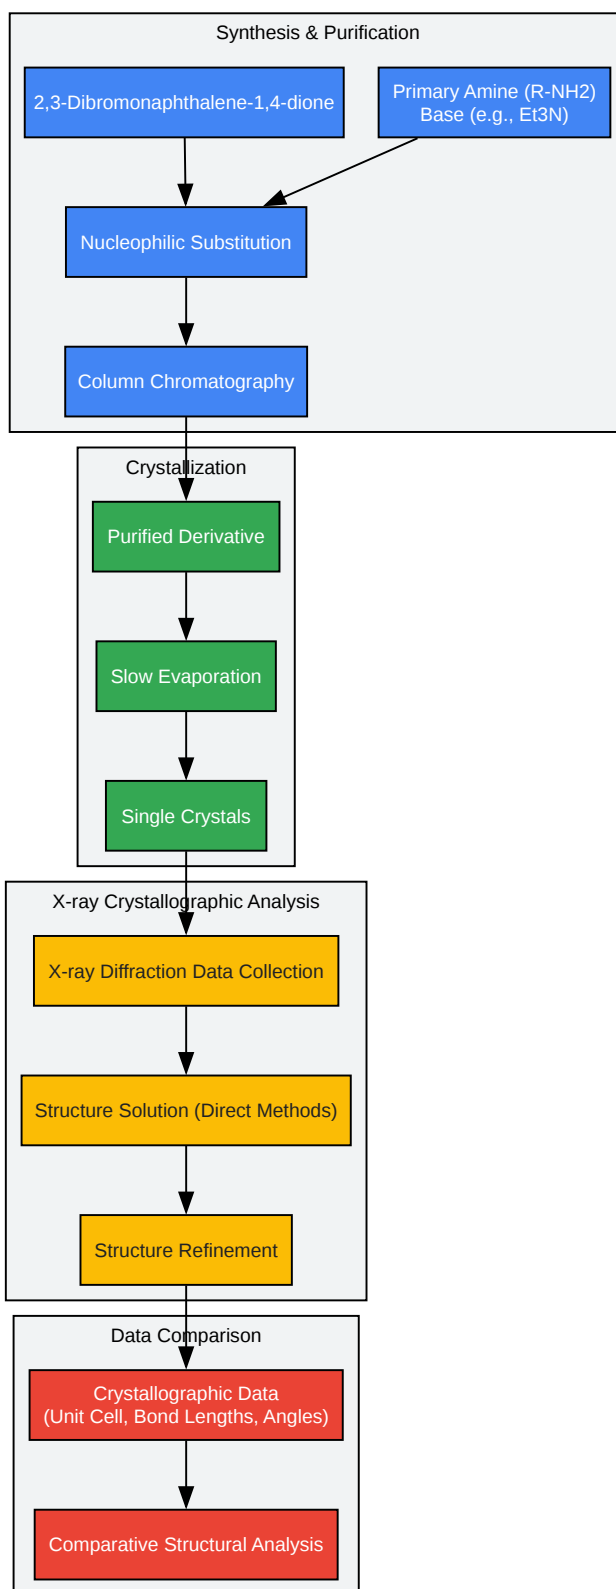 Synthesis & Purification
2,3-Dibromonaphthalene-1,4-dione
Primary Amine (R-NH2)
Base (e.g., Et3N)
Nucleophilic Substitution
Column Chromatography
Crystallization
Purified Derivative
Slow Evaporation
Single Crystals
X-ray Crystallographic Analysis
X-ray Diffraction Data Collection
Structure Solution (Direct Methods)
Structure Refinement
Data Comparison
Crystallographic Data
(Unit Cell, Bond Lengths, Angles)
Comparative Structural Analysis